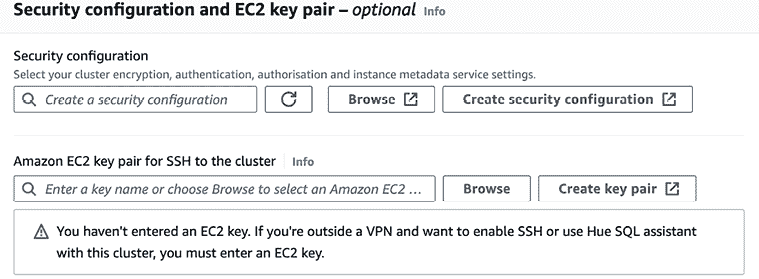 Security configuration and EC2 key pair – optional Info
Security configuration
Select your cluster encryption, authentication, authorisation and instance metadata service settings.
Create a security configuration Browse Create security configuration
Amazon EC2 key pair for SSH to the cluster Info
Enter a key name or choose Browse to select an Amazon EC2 ... Browse Create key pair
You haven't entered an EC2 key. If you're outside a VPN and want to enable SSH or use Hue SQL assistant
with this cluster, you must enter an EC2 key.